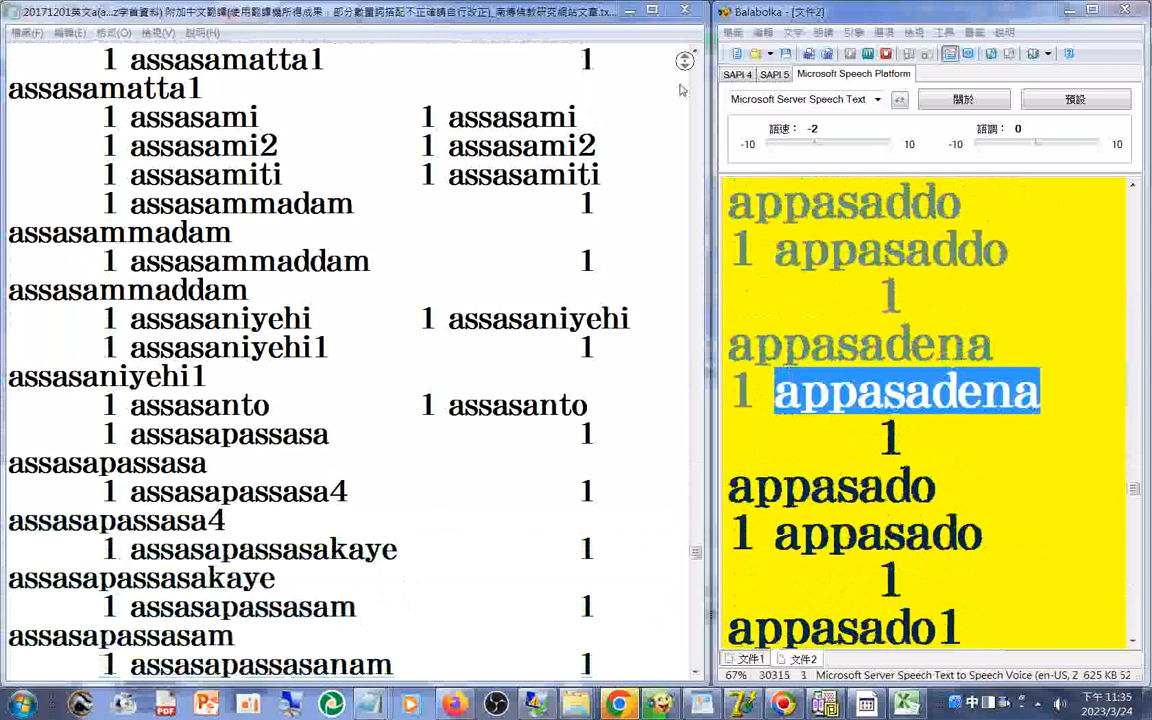 20171201英文a(a...z字首資料) 附加中文翻譯(使用翻譯機所得成果，部分數量詞搭配不正確請自行改正)_南傳佛教研究網站文章.tx...
檔案(F) 編輯(E) 格式(O) 檢視(V) 說明(H)
1 assasamatta1 1
assasamatta1
1 assasami 1 assasami
1 assasami2 1 assasami2
1 assasamiti 1 assasamiti
1 assasammadam 1
assasammadam
1 assasammaddam 1
assasammaddam
1 assasaniyehi 1 assasaniyehi
1 assasaniyehi1 1
assasaniyehi1
1 assasanto 1 assasanto
1 assasapassasa 1
assasapassasa
1 assasapassasa4 1
assasapassasa4
1 assasapassasakaye 1
assasapassasakaye
1 assasapassasam 1
assasapassasam
1 assasapassasanam 1
Balabolka - [文件2]
SAPI 4 SAPI 5 Microsoft Speech Platform
Microsoft Server Speech Text 關於 預設
語速： -2 語調： 0
-10 10 -10 10
appasaddo
1 appasaddo
1
appasadena
1 appasadena
1
appasado
1 appasado
1
appasado1
文件1 文件2
67% 30315 Microsoft Server Speech Text to Speech Voice (en-US, Z 625 KB 52
中
下午 11:35
2023/3/24